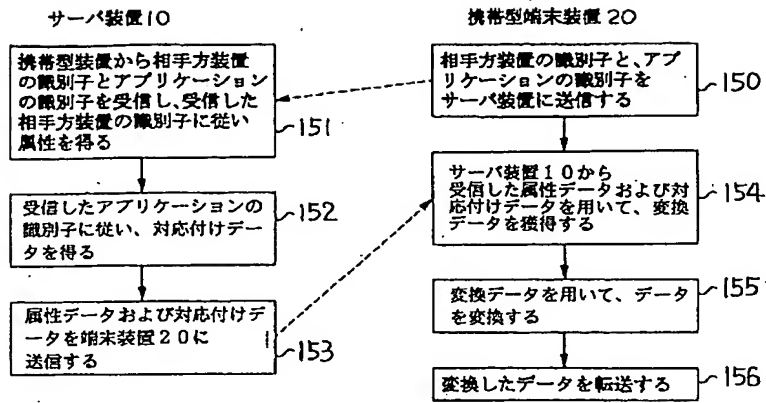 サーバ装置10
携帯型装置から相手方装置
の識別子とアプリケーション
の識別子を受信し、受信した
相手方装置の識別子に従い
属性を得る
151
受信したアプリケーションの
識別子に従い、対応付けデー
タを得る
152
属性データおよび対応付けデ
ータを端末装置20に
送信する
153
携帯型端末装置20
相手方装置の識別子と、アプ
リケーションの識別子を
サーバ装置に送信する
150
サーバ装置10から
受信した属性データおよび対
応付けデータを用いて、変換
データを獲得する
154
変換データを用いて、データ
を変換する
155
変換したデータを転送する
156